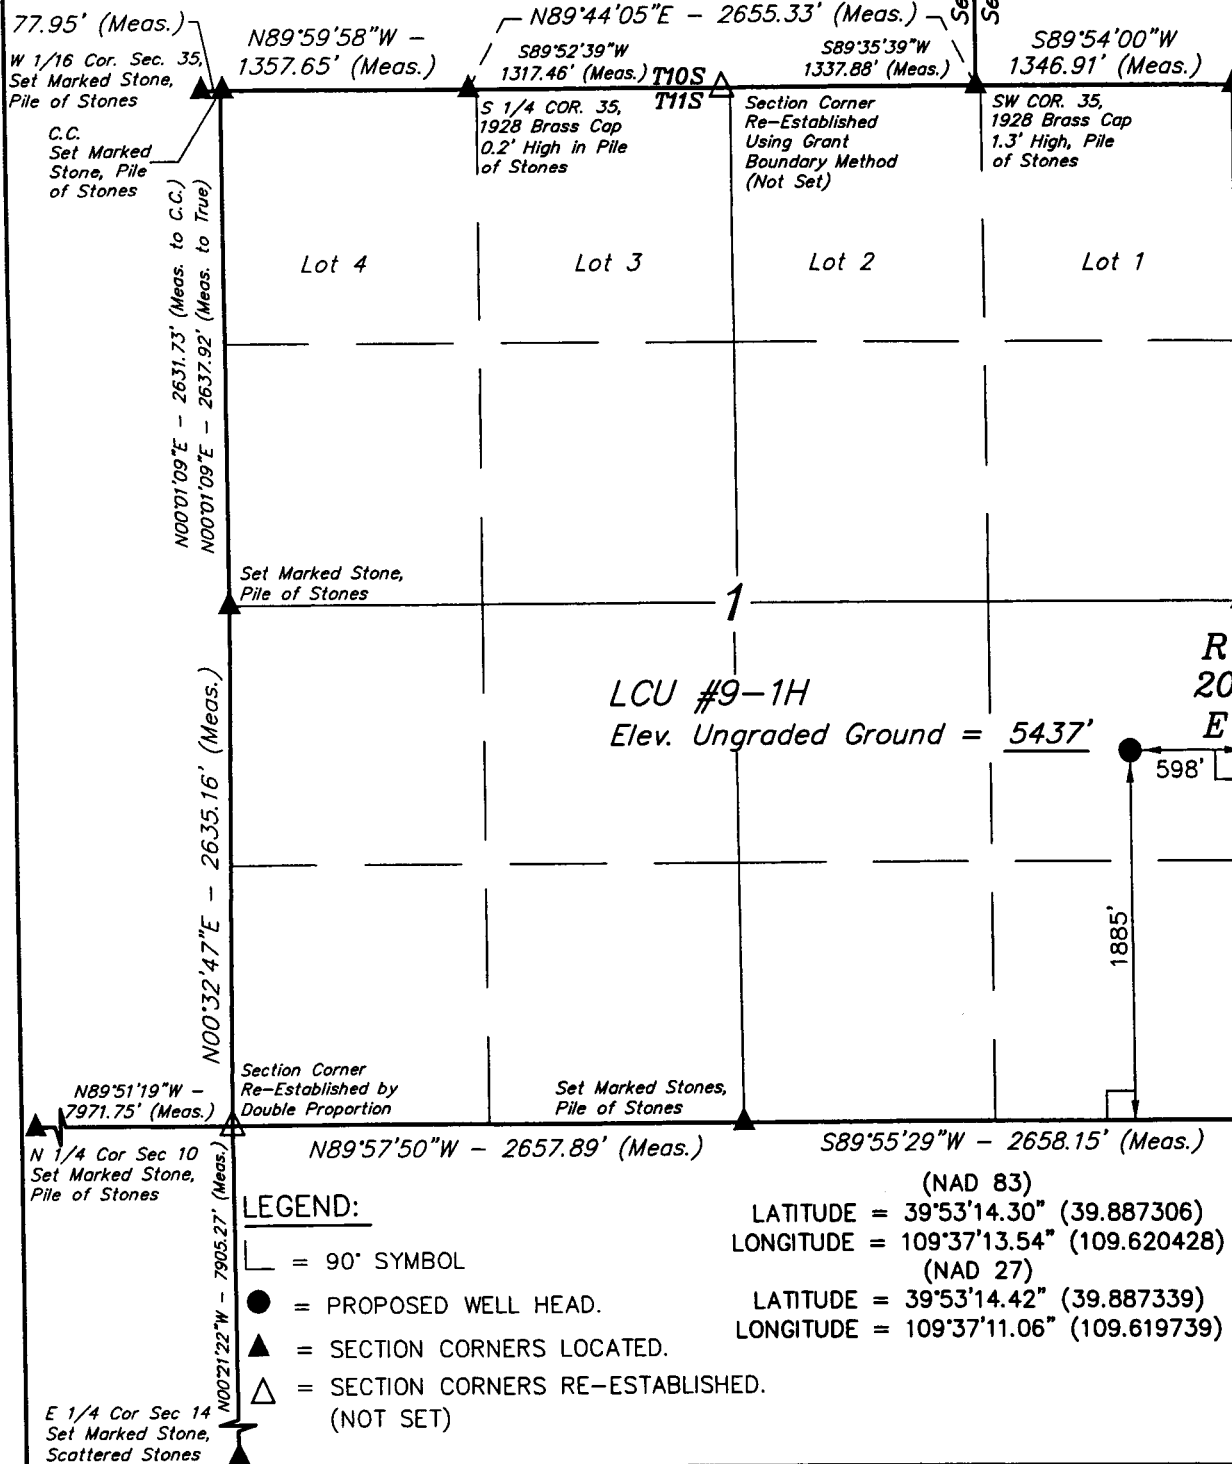 77.95' (Meas.)
N89°44'05"E - 2655.33' (Meas.)
N89°59'58"W -
1357.65' (Meas.)
S89°52'39"W
1317.46' (Meas.)
S89°35'39"W
1337.88' (Meas.)
S89°54'00"W
1346.91' (Meas.)
T10S
T11S
W 1/16 Cor. Sec. 35,
Set Marked Stone,
Pile of Stones
C.C.
Set Marked
Stone, Pile
of Stones
S 1/4 COR. 35,
1928 Brass Cap
0.2' High in Pile
of Stones
Section Corner
Re-Established
Using Grant
Boundary Method
(Not Set)
SW COR. 35,
1928 Brass Cap
1.3' High, Pile
of Stones
Lot 4
Lot 3
Lot 2
Lot 1
N00°01'09"E - 2631.73' (Meas. to C.C.)
N00°01'09"E - 2637.92' (Meas. to True)
Set Marked Stone,
Pile of Stones
1
R
20
E
LCU #9-1H
Elev. Ungraded Ground = 5437'
598'
1885'
N00°32'47"E - 2635.16' (Meas.)
Section Corner
Re-Established by
Double Proportion
Set Marked Stones,
Pile of Stones
N89°51'19"W -
7971.75' (Meas.)
N 1/4 Cor Sec 10
Set Marked Stone,
Pile of Stones
N89°57'50"W - 2657.89' (Meas.)
S89°55'29"W - 2658.15' (Meas.)
N00°21'22"W - 7905.27' (Meas.)
LEGEND:
= 90° SYMBOL
= PROPOSED WELL HEAD.
= SECTION CORNERS LOCATED.
= SECTION CORNERS RE-ESTABLISHED.
(NOT SET)
(NAD 83)
LATITUDE = 39°53'14.30" (39.887306)
LONGITUDE = 109°37'13.54" (109.620428)
(NAD 27)
LATITUDE = 39°53'14.42" (39.887339)
LONGITUDE = 109°37'11.06" (109.619739)
E 1/4 Cor Sec 14
Set Marked Stone,
Scattered Stones